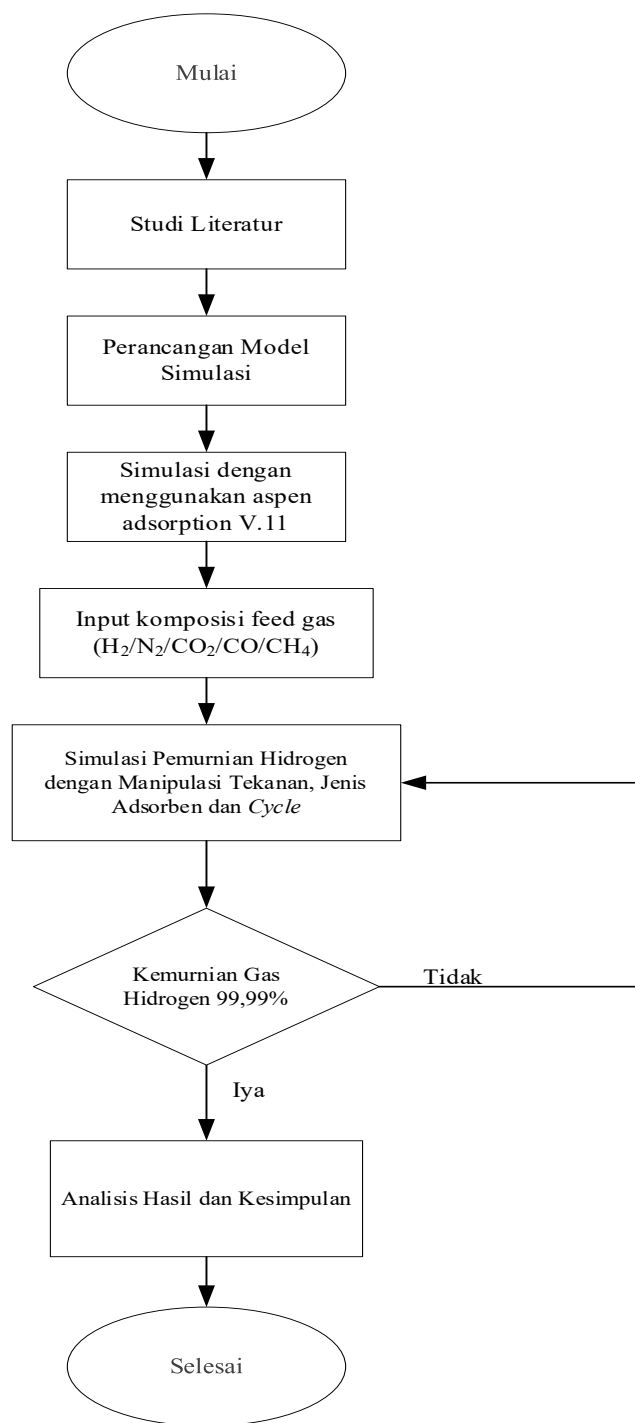 Mulai
Studi Literatur
Perancangan Model
Simulasi
Simulasi dengan
menggunakan aspen
adsorption V.11
Input komposisi feed gas
(H₂/N₂/CO₂/CO/CH₄)
Simulasi Pemurnian Hidrogen
dengan Manipulasi Tekanan, Jenis
Adsorben dan Cycle
Kemurnian Gas
Hidrogen 99,99%
Tidak
Iya
Analisis Hasil dan Kesimpulan
Selesai